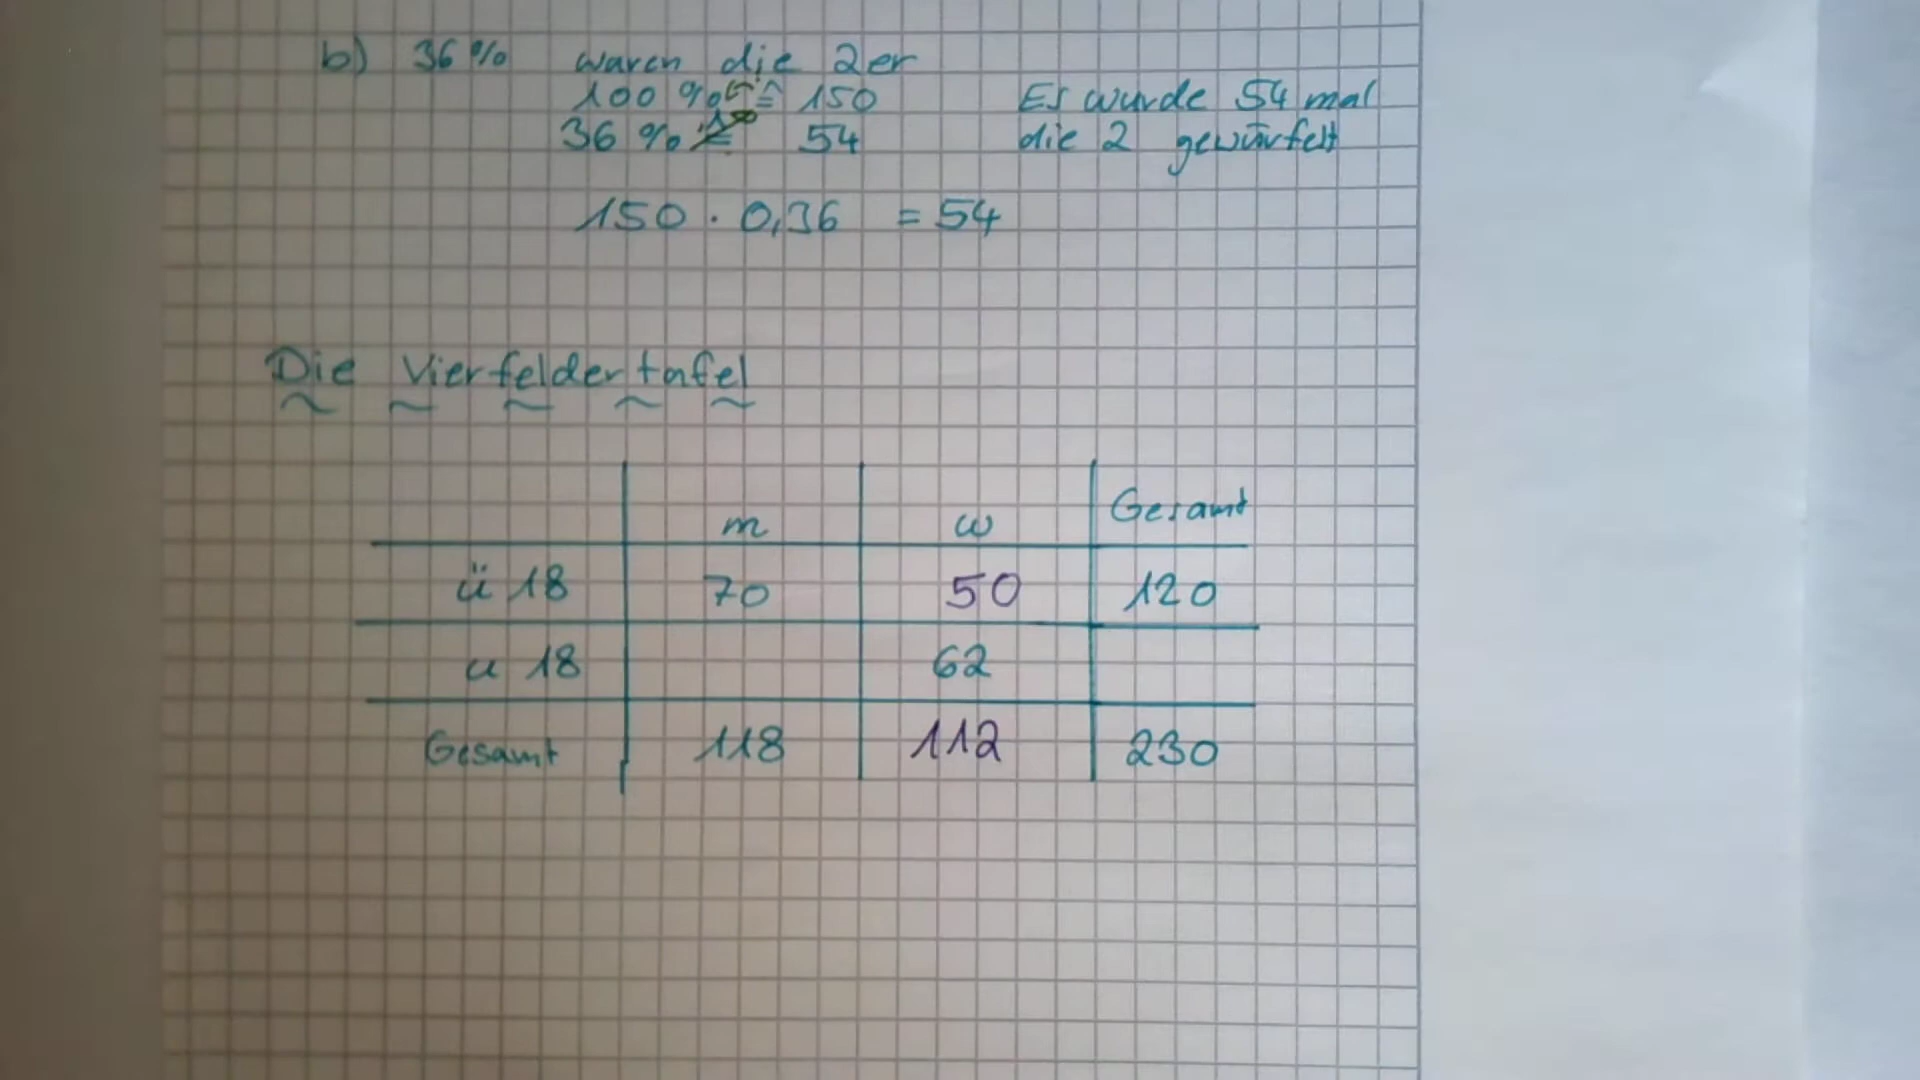 b) 36% waren die 2er
100 % ≙ 150 Es wurde 54 mal
36 % 54 die 2 gewürfelt
150 · 0,36 = 54
Die Vierfeldertafel
m w Gesamt
ü 18 70 50 120
u 18 62
Gesamt 118 112 230